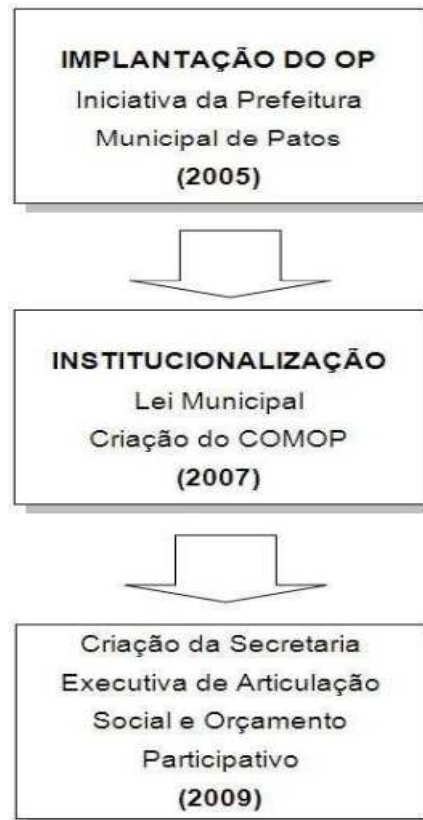 IMPLANTAÇÃO DO OP
Iniciativa da Prefeitura
Municipal de Patos
(2005)
INSTITUCIONALIZAÇÃO
Lei Municipal
Criação do COMOP
(2007)
Criação da Secretaria
Executiva de Articulação
Social e Orçamento
Participativo
(2009)